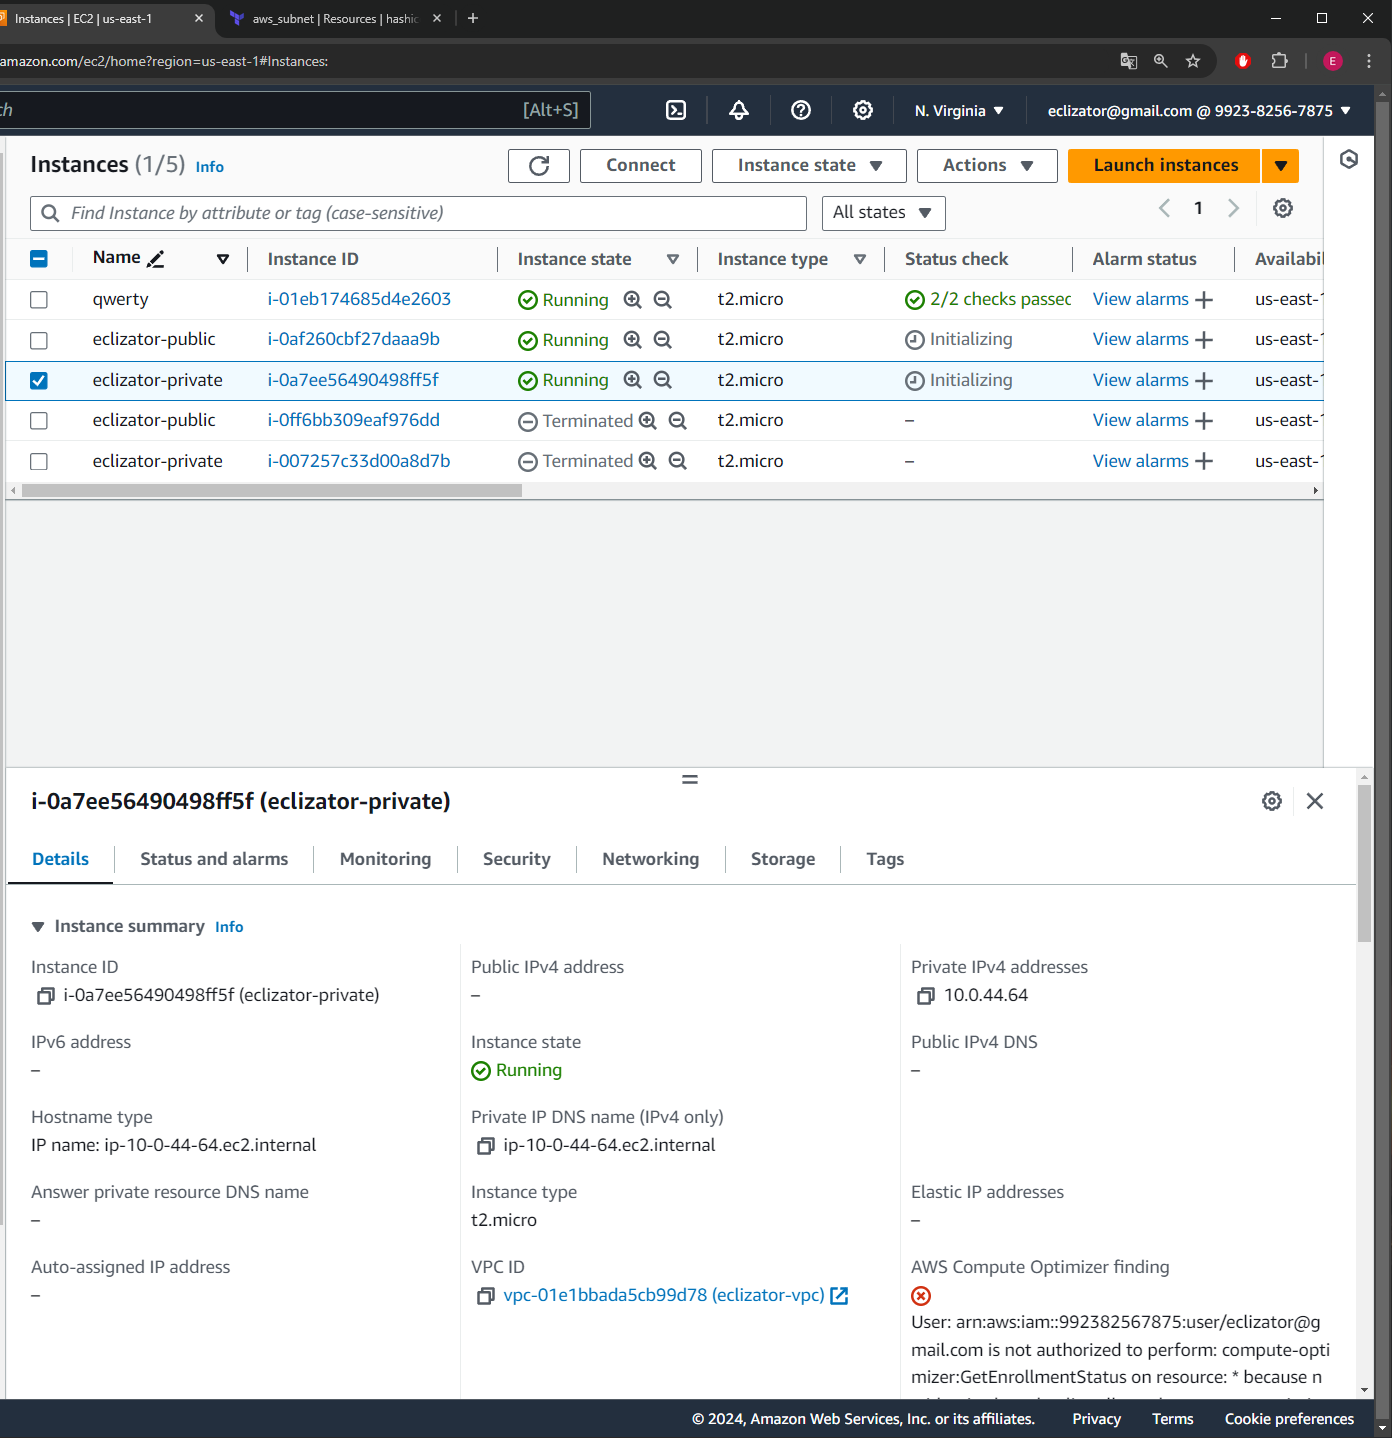 Instances | EC2 | us-east-1
aws_subnet | Resources | hashic
amazon.com/ec2/home?region=us-east-1#Instances:
E
ch
[Alt+S]
N. Virginia
eclizator@gmail.com @ 9923-8256-7875
Instances (1/5) Info
Connect
Instance state
Actions
Launch instances
Find Instance by attribute or tag (case-sensitive)
All states
1
Name Instance ID Instance state Instance type Status check Alarm status Availabil
qwerty i-01eb174685d4e2603 Running t2.micro 2/2 checks passec View alarms us-east-1
eclizator-public i-0af260cbf27daaa9b Running t2.micro Initializing View alarms us-east-1
eclizator-private i-0a7ee56490498ff5f Running t2.micro Initializing View alarms us-east-1
eclizator-public i-0ff6bb309eaf976dd Terminated t2.micro – View alarms us-east-1
eclizator-private i-007257c33d00a8d7b Terminated t2.micro – View alarms us-east-1
i-0a7ee56490498ff5f (eclizator-private)
Details Status and alarms Monitoring Security Networking Storage Tags
Instance summary Info
Instance ID
i-0a7ee56490498ff5f (eclizator-private)
Public IPv4 address
–
Private IPv4 addresses
10.0.44.64
IPv6 address
–
Instance state
Running
Public IPv4 DNS
–
Hostname type
IP name: ip-10-0-44-64.ec2.internal
Private IP DNS name (IPv4 only)
ip-10-0-44-64.ec2.internal
Answer private resource DNS name
–
Instance type
t2.micro
Elastic IP addresses
–
Auto-assigned IP address
–
VPC ID
vpc-01e1bbada5cb99d78 (eclizator-vpc)
AWS Compute Optimizer finding
User: arn:aws:iam::992382567875:user/eclizator@g
mail.com is not authorized to perform: compute-opti
mizer:GetEnrollmentStatus on resource: * because n
© 2024, Amazon Web Services, Inc. or its affiliates. Privacy Terms Cookie preferences